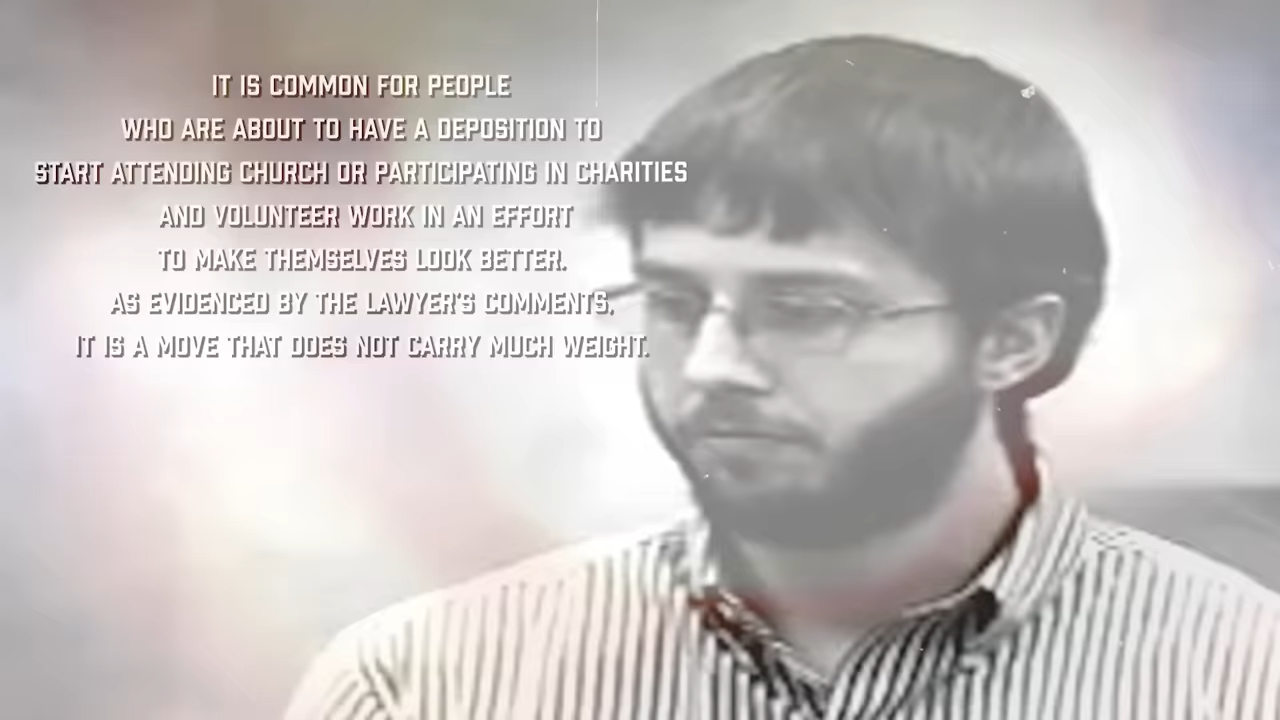 IT IS COMMON FOR PEOPLE
WHO ARE ABOUT TO HAVE A DEPOSITION TO
START ATTENDING CHURCH OR PARTICIPATING IN CHARITIES
AND VOLUNTEER WORK IN AN EFFORT
TO MAKE THEMSELVES LOOK BETTER.
AS EVIDENCED BY THE LAWYER'S COMMENTS,
IT IS A MOVE THAT DOES NOT CARRY MUCH WEIGHT.